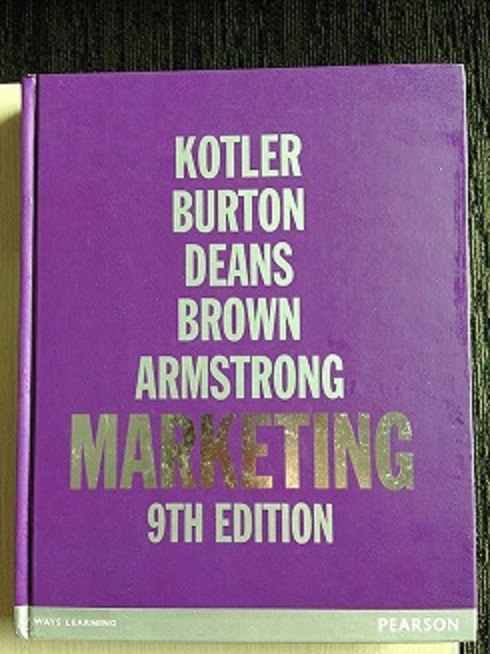 KOTLER
BURTON
DEANS
BROWN
ARMSTRONG
MARKETING
9TH EDITION
WAYS LEARNING
PEARSON